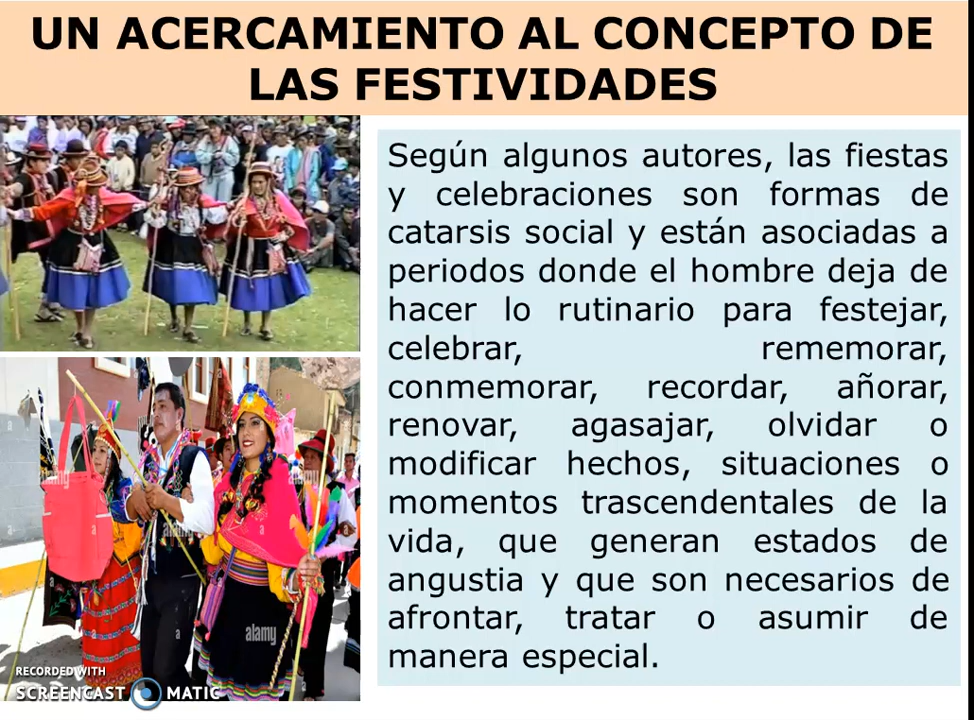 UN ACERCAMIENTO AL CONCEPTO DE
LAS FESTIVIDADES
Según algunos autores, las fiestas
y celebraciones son formas de
catarsis social y están asociadas a
periodos donde el hombre deja de
hacer lo rutinario para festejar,
celebrar, rememorar,
conmemorar, recordar, añorar,
renovar, agasajar, olvidar o
modificar hechos, situaciones o
momentos trascendentales de la
vida, que generan estados de
angustia y que son necesarios de
afrontar, tratar o asumir de
manera especial.
alamy
alamy
alamy
alamy
a
a
a
a
RECORDED WITH
SCREENCAST MATIC